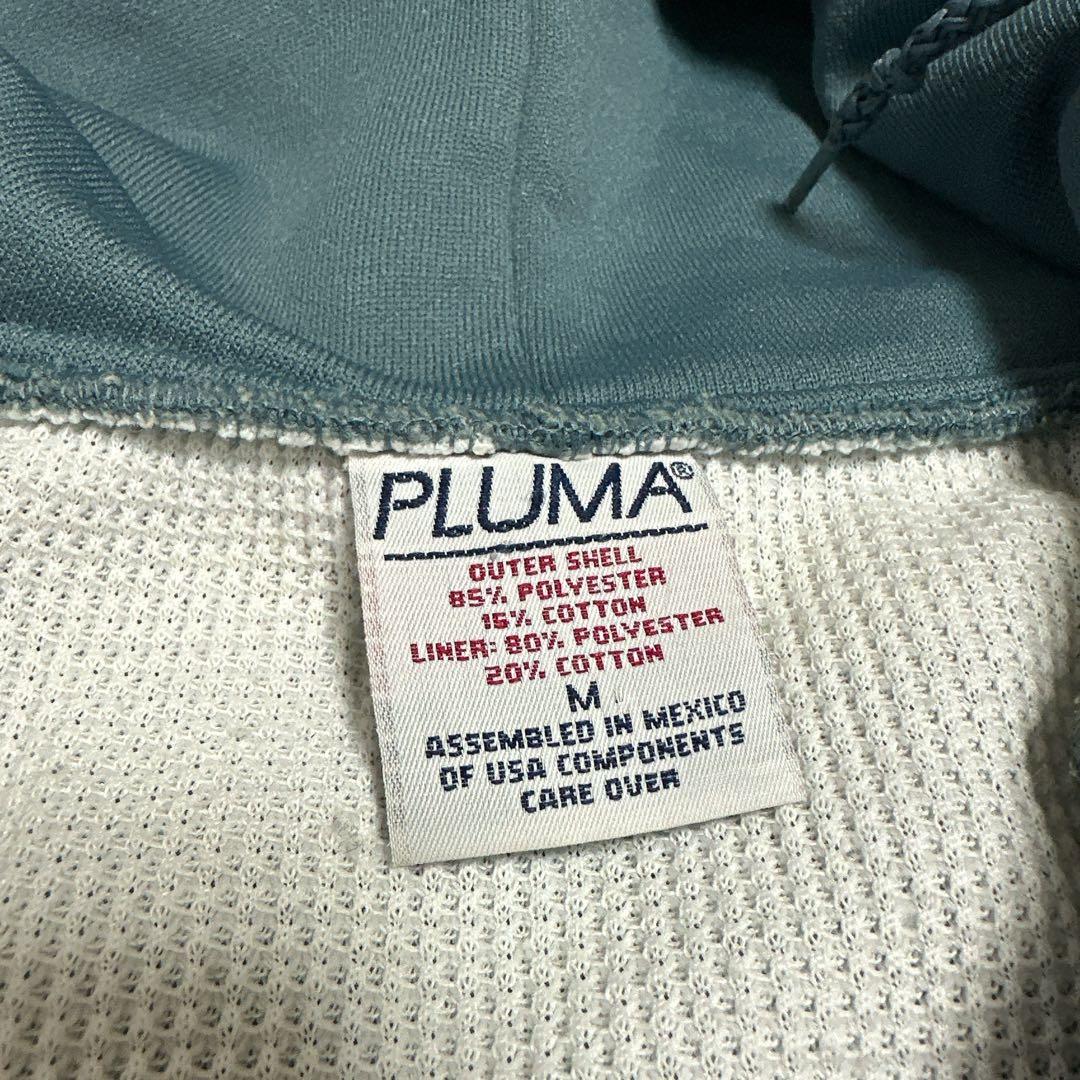 PLUMA®
OUTER SHELL
85% POLYESTER
15% COTTON
LINER: 80% POLYESTER
20% COTTON
M
ASSEMBLED IN MEXICO
OF USA COMPONENTS
CARE OVER